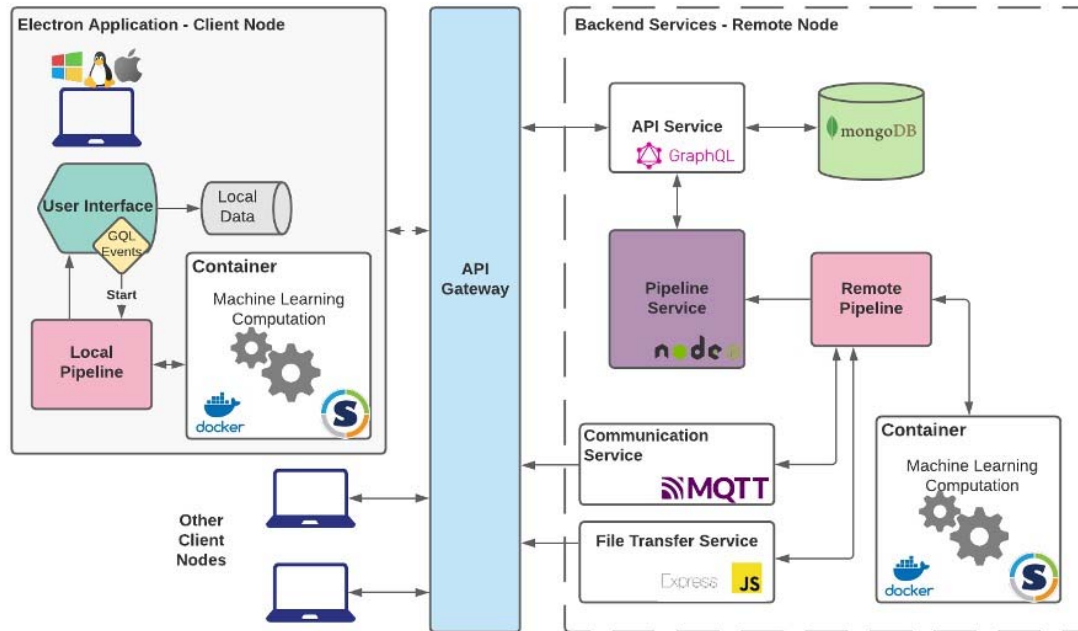 Electron Application - Client Node
User Interface
GQL
Events
Local
Data
Start
Local
Pipeline
Container
Machine Learning
Computation
docker
S
Other
Client
Nodes
API
Gateway
Backend Services - Remote Node
API Service
GraphQL
mongoDB
Pipeline
Service
node
Remote
Pipeline
Communication
Service
MQTT
File Transfer Service
Express
JS
Container
Machine Learning
Computation
docker
S